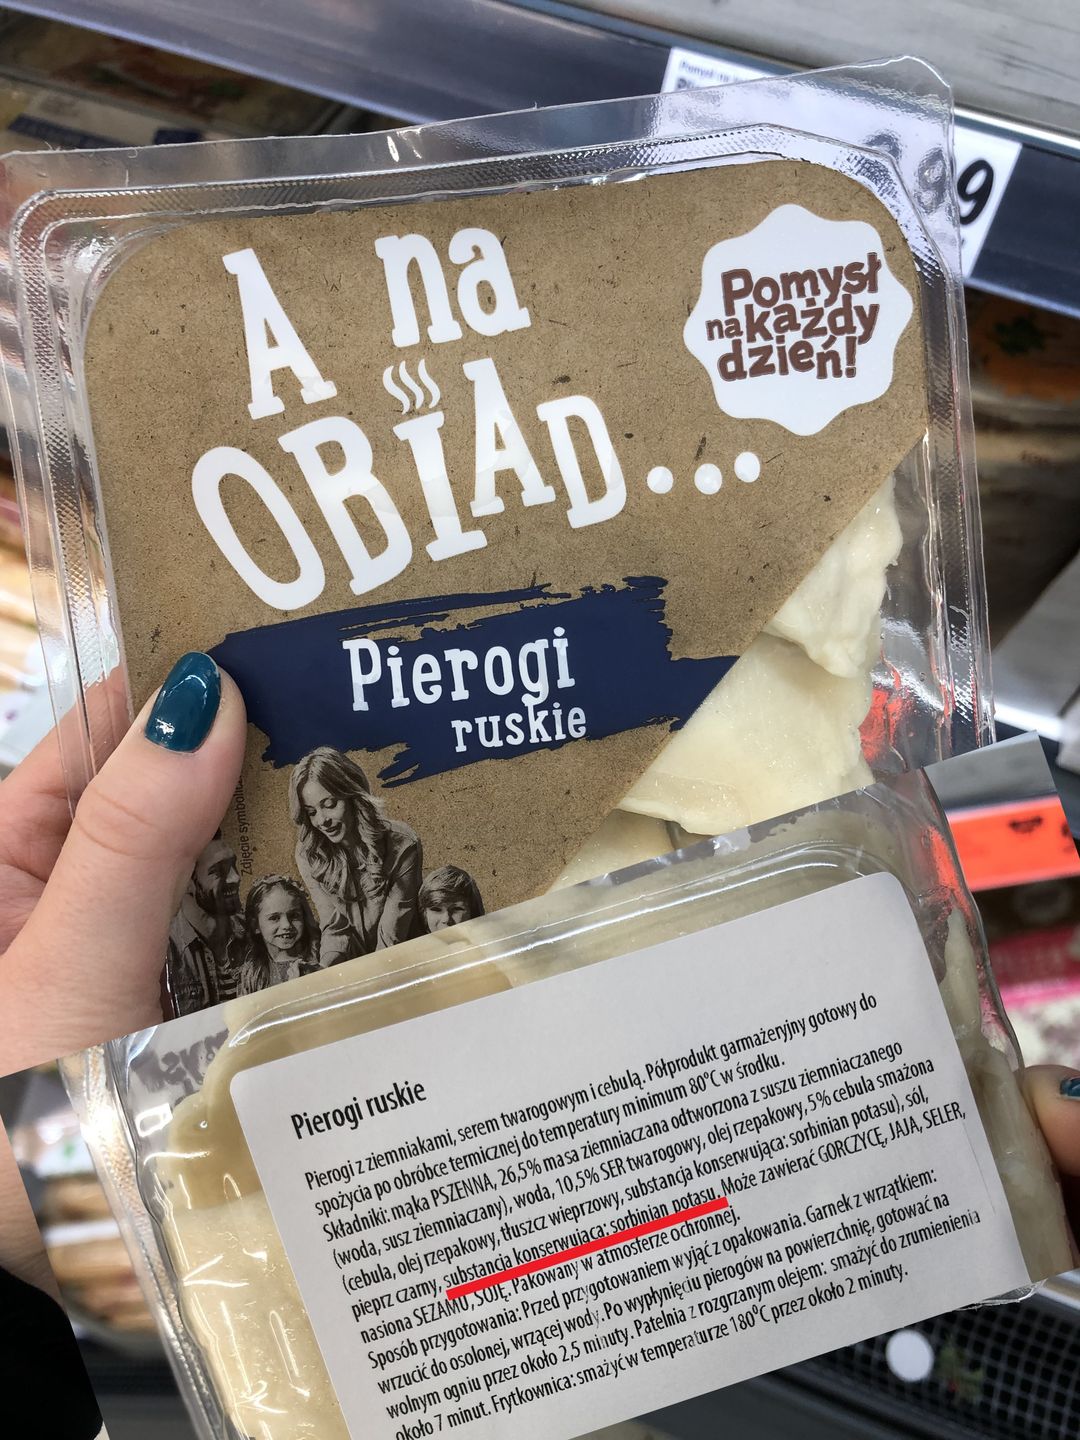 Pomysł na
99
A na
OBIAD...
Pomysł
na każdy
dzień!
Pierogi
ruskie
Zdjęcie
Pierogi ruskie
Pierogi z ziemniakami, serem twarogowym i cebulą. Półprodukt garmażeryjny gotowy do
spożycia po obróbce termicznej do temperatury minimum 80°C w środku.
Składniki: mąka PSZENNA, 26,5% masa ziemniaczana odtworzona z suszu ziemniaczanego
(woda, susz ziemniaczany), woda, 10,5% SER twarogowy, olej rzepakowy, 5% cebula smażona
(cebula, olej rzepakowy, tłuszcz wieprzowy, substancja konserwująca: sorbinian potasu), sól,
pieprz czarny, substancja konserwująca: sorbinian potasu. Może zawierać GORCZYCĘ, JAJA, SELER,
nasiona SEZAMU, SOJĘ. Pakowany w atmosferze ochronnej.
Sposób przygotowania: Przed przygotowaniem wyjąć z opakowania. Garnek z wrzątkiem:
wrzucić do osolonej, wrzącej wody. Po wypłynięciu pierogów na powierzchnię, gotować na
wolnym ogniu przez około 2,5 minuty. Patelnia z rozgrzanym olejem: smażyć do zrumienienia
około 7 minut. Frytkownica: smażyć w temperaturze 180°C przez około 2 minuty.